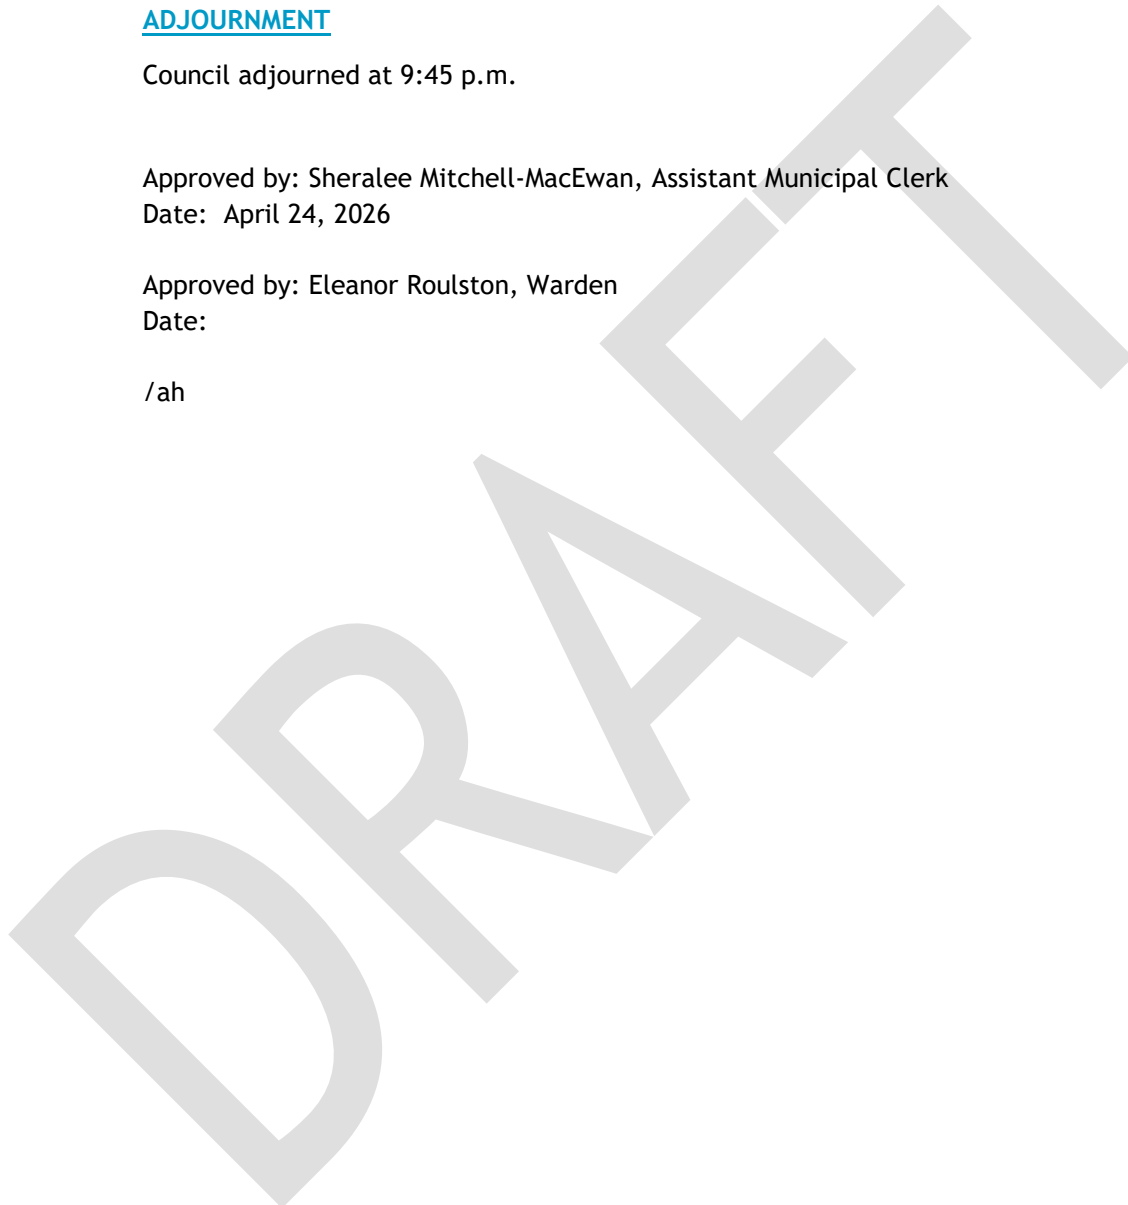 ADJOURNMENT
Council adjourned at 9:45 p.m.
Approved by: Sheralee Mitchell-MacEwan, Assistant Municipal Clerk
Date:  April 24, 2026
Approved by: Eleanor Roulston, Warden
Date:
/ah
DRAFT